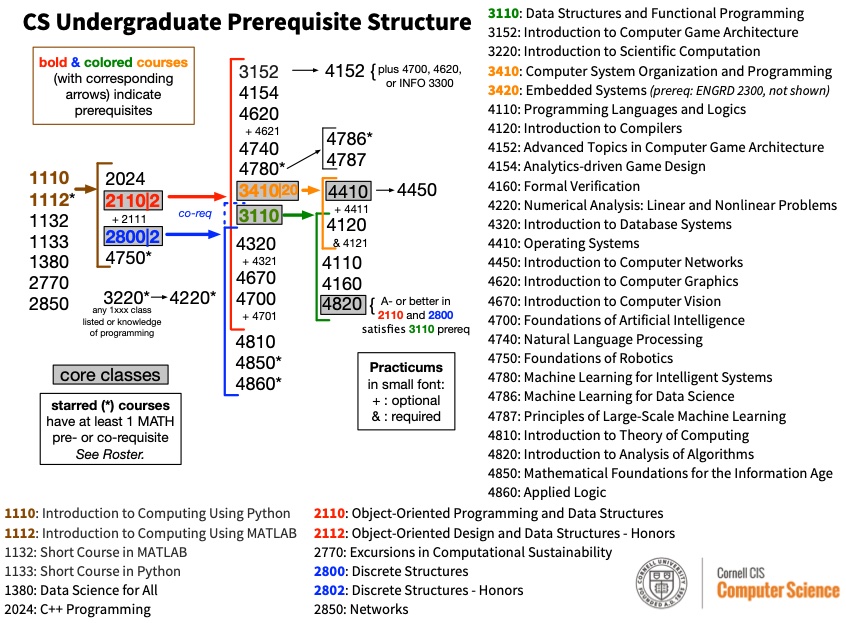 CS Undergraduate Prerequisite Structure
bold & colored courses
(with corresponding
arrows) indicate
prerequisites
1110
1112*
1132
1133
1380
2770
2850
2024
2110|2
+ 2111
2800|2
4750*
3220* 4220*
any 1xxx class
listed or knowledge
of programming
co-req
3152
4154
4620
+ 4621
4740
4780*
3410|20
3110
4320
+ 4321
4670
4700
+ 4701
4810
4850*
4860*
4152 {plus 4700, 4620,
or INFO 3300
4786*
4787
4410
+ 4411
4120
& 4121
4450
4110
4160
4820 { A- or better in
2110 and 2800
satisfies 3110 prereq
core classes
starred (*) courses
have at least 1 MATH
pre- or co-requisite
See Roster.
Practicums
in small font:
+ : optional
& : required
3110: Data Structures and Functional Programming
3152: Introduction to Computer Game Architecture
3220: Introduction to Scientific Computation
3410: Computer System Organization and Programming
3420: Embedded Systems (prereq: ENGRD 2300, not shown)
4110: Programming Languages and Logics
4120: Introduction to Compilers
4152: Advanced Topics in Computer Game Architecture
4154: Analytics-driven Game Design
4160: Formal Verification
4220: Numerical Analysis: Linear and Nonlinear Problems
4320: Introduction to Database Systems
4410: Operating Systems
4450: Introduction to Computer Networks
4620: Introduction to Computer Graphics
4670: Introduction to Computer Vision
4700: Foundations of Artificial Intelligence
4740: Natural Language Processing
4750: Foundations of Robotics
4780: Machine Learning for Intelligent Systems
4786: Machine Learning for Data Science
4787: Principles of Large-Scale Machine Learning
4810: Introduction to Theory of Computing
4820: Introduction to Analysis of Algorithms
4850: Mathematical Foundations for the Information Age
4860: Applied Logic
1110: Introduction to Computing Using Python
1112: Introduction to Computing Using MATLAB
1132: Short Course in MATLAB
1133: Short Course in Python
1380: Data Science for All
2024: C++ Programming
2110: Object-Oriented Programming and Data Structures
2112: Object-Oriented Design and Data Structures - Honors
2770: Excursions in Computational Sustainability
2800: Discrete Structures
2802: Discrete Structures - Honors
2850: Networks
CORNELL UNIVERSITY
FOUNDED A.D. 1865
Cornell CIS
Computer Science